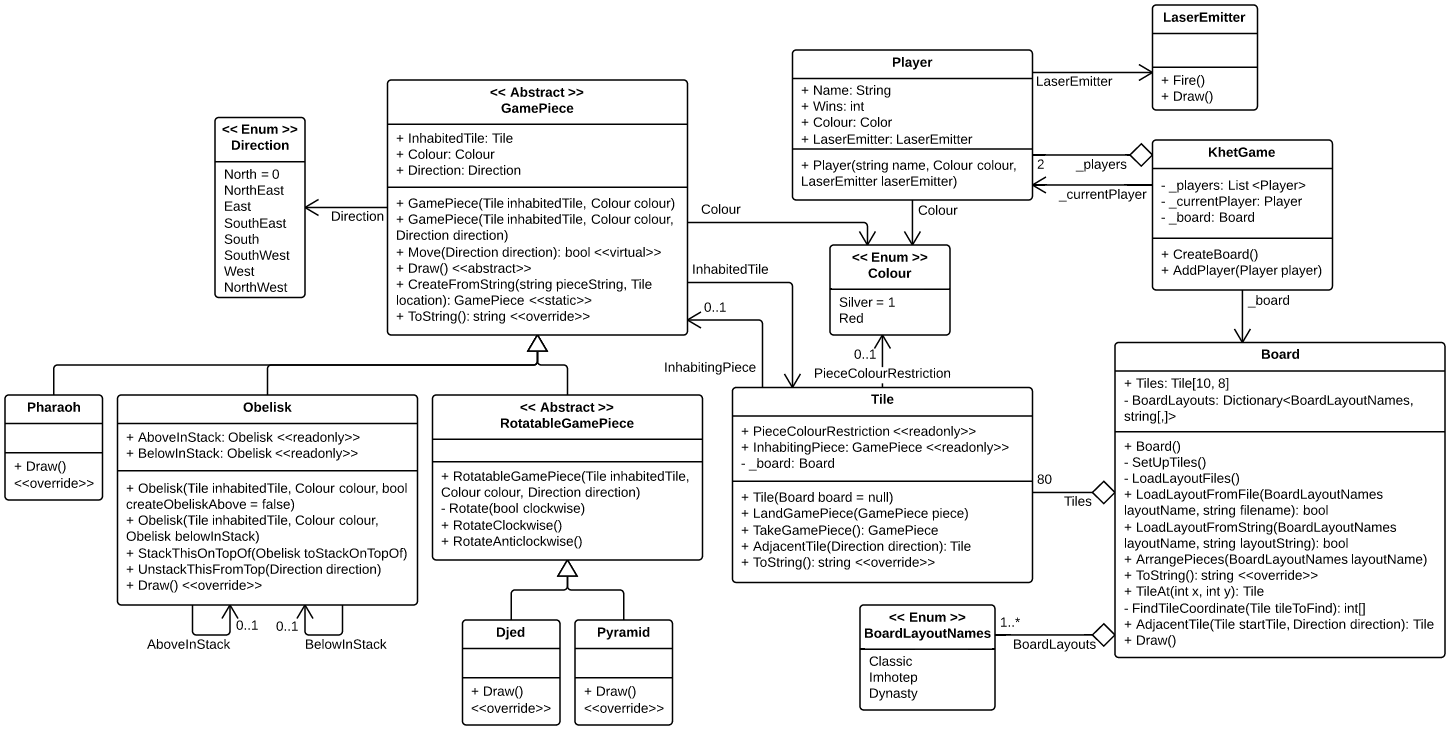 LaserEmitter
+ Fire()
+ Draw()
Player
+ Name: String
+ Wins: int
+ Colour: Color
+ LaserEmitter: LaserEmitter
+ Player(string name, Colour colour,
LaserEmitter laserEmitter)
LaserEmitter
2
_players
_currentPlayer
Colour
KhetGame
- _players: List <Player>
- _currentPlayer: Player
- _board: Board
+ CreateBoard()
+ AddPlayer(Player player)
_board
<< Abstract >>
GamePiece
+ InhabitedTile: Tile
+ Colour: Colour
+ Direction: Direction
+ GamePiece(Tile inhabitedTile, Colour colour)
+ GamePiece(Tile inhabitedTile, Colour colour,
Direction direction)
+ Move(Direction direction): bool <<virtual>>
+ Draw() <<abstract>>
+ CreateFromString(string pieceString, Tile
location): GamePiece <<static>>
+ ToString(): string <<override>>
<< Enum >>
Direction
North = 0
NorthEast
East
SouthEast
South
SouthWest
West
NorthWest
Direction
Colour
InhabitedTile
0..1
InhabitingPiece
<< Enum >>
Colour
Silver = 1
Red
0..1
PieceColourRestriction
Pharaoh
+ Draw()
<<override>>
Obelisk
+ AboveInStack: Obelisk <<readonly>>
+ BelowInStack: Obelisk <<readonly>>
+ Obelisk(Tile inhabitedTile, Colour colour, bool
createObeliskAbove = false)
+ Obelisk(Tile inhabitedTile, Colour colour,
Obelisk belowInStack)
+ StackThisOnTopOf(Obelisk toStackOnTopOf)
+ UnstackThisFromTop(Direction direction)
+ Draw() <<override>>
0..1
0..1
AboveInStack
BelowInStack
<< Abstract >>
RotatableGamePiece
+ RotatableGamePiece(Tile inhabitedTile,
Colour colour, Direction direction)
- Rotate(bool clockwise)
+ RotateClockwise()
+ RotateAnticlockwise()
Djed
+ Draw()
<<override>>
Pyramid
+ Draw()
<<override>>
Tile
+ PieceColourRestriction <<readonly>>
+ InhabitingPiece: GamePiece <<readonly>>
- _board: Board
+ Tile(Board board = null)
+ LandGamePiece(GamePiece piece)
+ TakeGamePiece(): GamePiece
+ AdjacentTile(Direction direction): Tile
+ ToString(): string <<override>>
80
Tiles
Board
+ Tiles: Tile[10, 8]
- BoardLayouts: Dictionary<BoardLayoutNames,
string[,]>
+ Board()
- SetUpTiles()
- LoadLayoutFiles()
+ LoadLayoutFromFile(BoardLayoutNames
layoutName, string filename): bool
+ LoadLayoutFromString(BoardLayoutNames
layoutName, string layoutString): bool
+ ArrangePieces(BoardLayoutNames layoutName)
+ ToString(): string <<override>>
+ TileAt(int x, int y): Tile
- FindTileCoordinate(Tile tileToFind): int[]
+ AdjacentTile(Tile startTile, Direction direction): Tile
+ Draw()
<< Enum >>
BoardLayoutNames
Classic
Imhotep
Dynasty
1..*
BoardLayouts